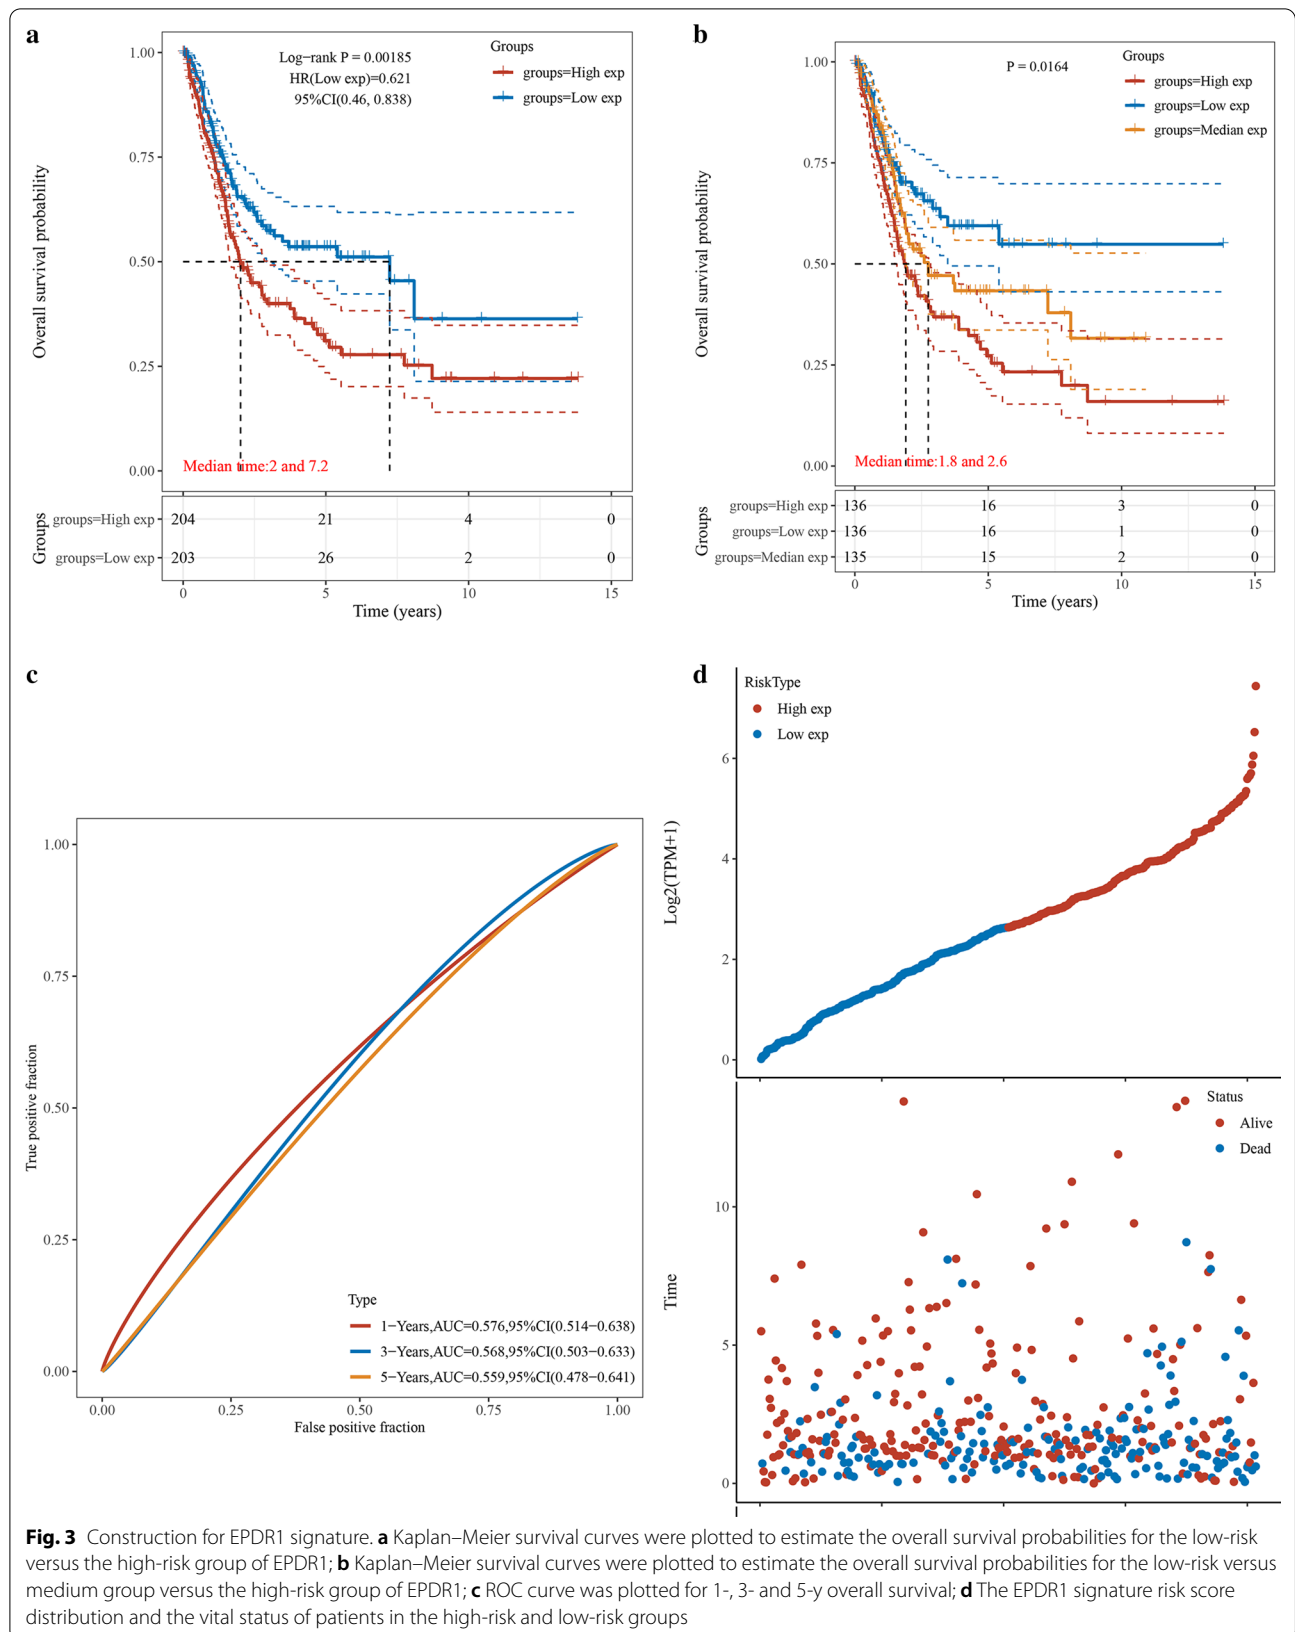 a
Log−rank P = 0.00185
HR(Low exp)=0.621
95%CI(0.46, 0.838)
Groups
groups=High exp
groups=Low exp
Overall survival probability
1.00
0.75
0.50
0.25
0.00
Median time:2 and 7.2
Groups
groups=High exp 204 21 4 0
groups=Low exp 203 26 2 0
0 5 10 15
Time (years)
b
P = 0.0164
Groups
groups=High exp
groups=Low exp
groups=Median exp
Overall survival probability
1.00
0.75
0.50
0.25
0.00
Median time:1.8 and 2.6
Groups
groups=High exp 136 16 3 0
groups=Low exp 136 16 1 0
groups=Median exp 135 15 2 0
0 5 10 15
Time (years)
c
True positive fraction
1.00
0.75
0.50
0.25
0.00
Type
1−Years,AUC=0.576,95%CI(0.514−0.638)
3−Years,AUC=0.568,95%CI(0.503−0.633)
5−Years,AUC=0.559,95%CI(0.478−0.641)
0.00 0.25 0.50 0.75 1.00
False positive fraction
d
RiskType
High exp
Low exp
Log2(TPM+1)
6
4
2
0
Status
Alive
Dead
Time
10
5
0
Fig. 3 Construction for EPDR1 signature. a Kaplan–Meier survival curves were plotted to estimate the overall survival probabilities for the low-risk
versus the high-risk group of EPDR1; b Kaplan–Meier survival curves were plotted to estimate the overall survival probabilities for the low-risk versus
medium group versus the high-risk group of EPDR1; c ROC curve was plotted for 1-, 3- and 5-y overall survival; d The EPDR1 signature risk score
distribution and the vital status of patients in the high-risk and low-risk groups